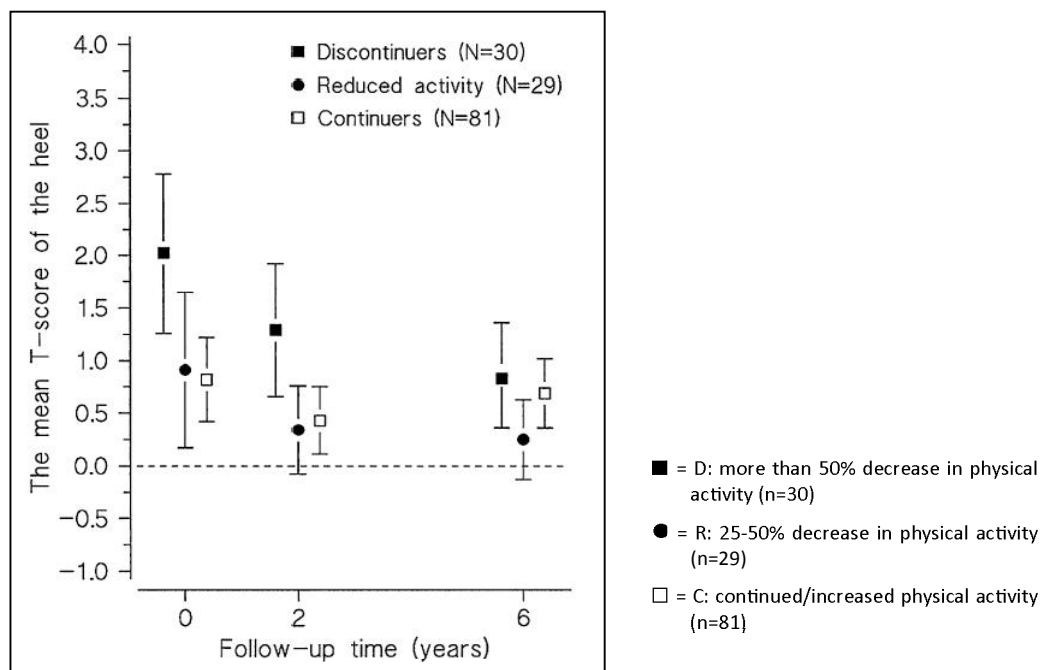 4.0
3.5
3.0
2.5
2.0
1.5
1.0
0.5
0.0
−0.5
−1.0
The mean T−score of the heel
■ Discontinuers (N=30)
● Reduced activity (N=29)
□ Continuers (N=81)
0 2 6
Follow−up time (years)
■ = D: more than 50% decrease in physical
activity (n=30)
● = R: 25-50% decrease in physical activity
(n=29)
□ = C: continued/increased physical activity
(n=81)